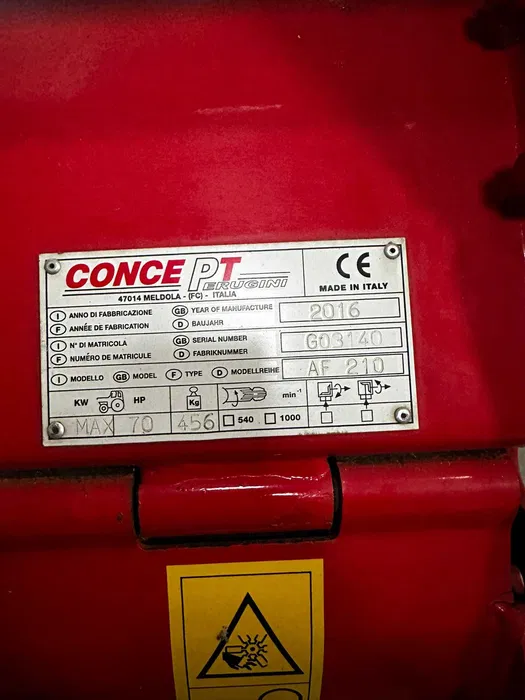 CONCEPT
PERUGINI
47014 MELDOLA - (FC) - ITALIA
CE
MADE IN ITALY
I ANNO DI FABBRICAZIONE GB YEAR OF MANUFACTURE 2016
F ANNÉE DE FABRICATION D BAUJAHR
I N° DI MATRICOLA GB SERIAL NUMBER G03140
F NUMÉRO DE MATRICULE D FABRIKNUMMER
I MODELLO GB MODEL F TYPE D MODELLREIHE AF 210
KW HP Kg min-1
MAX 70 456 540 1000